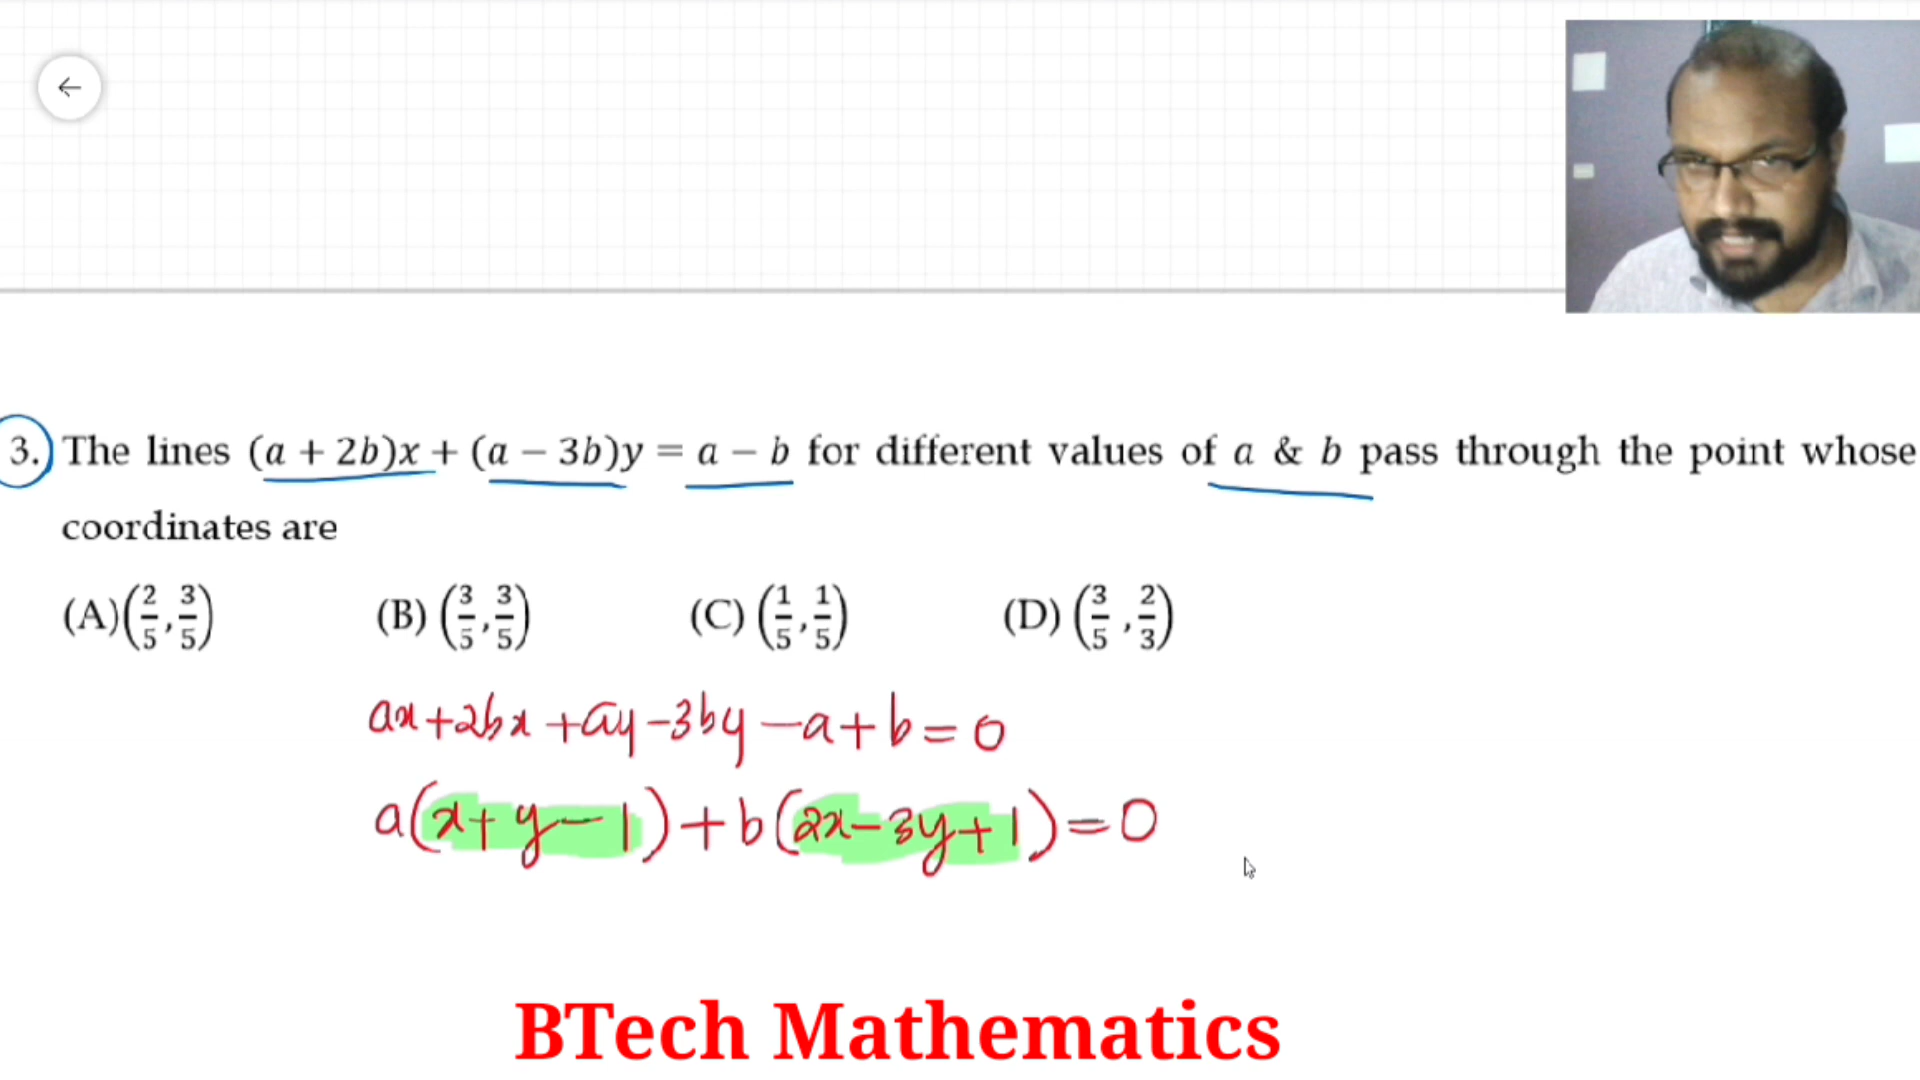 3. The lines (a + 2b)x + (a − 3b)y = a − b for different values of a & b pass through the point whose
coordinates are
(A)(2/5, 3/5) (B) (3/5, 3/5) (C) (1/5, 1/5) (D) (3/5, 2/3)
ax+2bx+ay-3by-a+b=0
a(x+y-1)+b(2x-3y+1)=0
BTech Mathematics